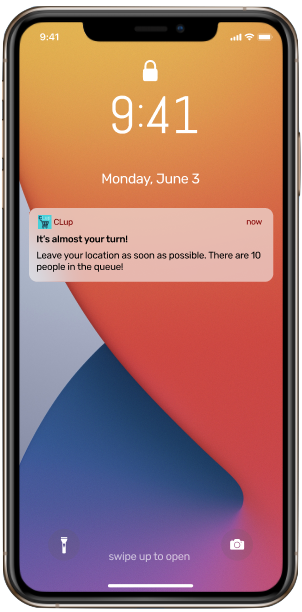 9:41
9:41
Monday, June 3
CLup now
It's almost your turn!
Leave your location as soon as possible. There are 10
people in the queue!
swipe up to open